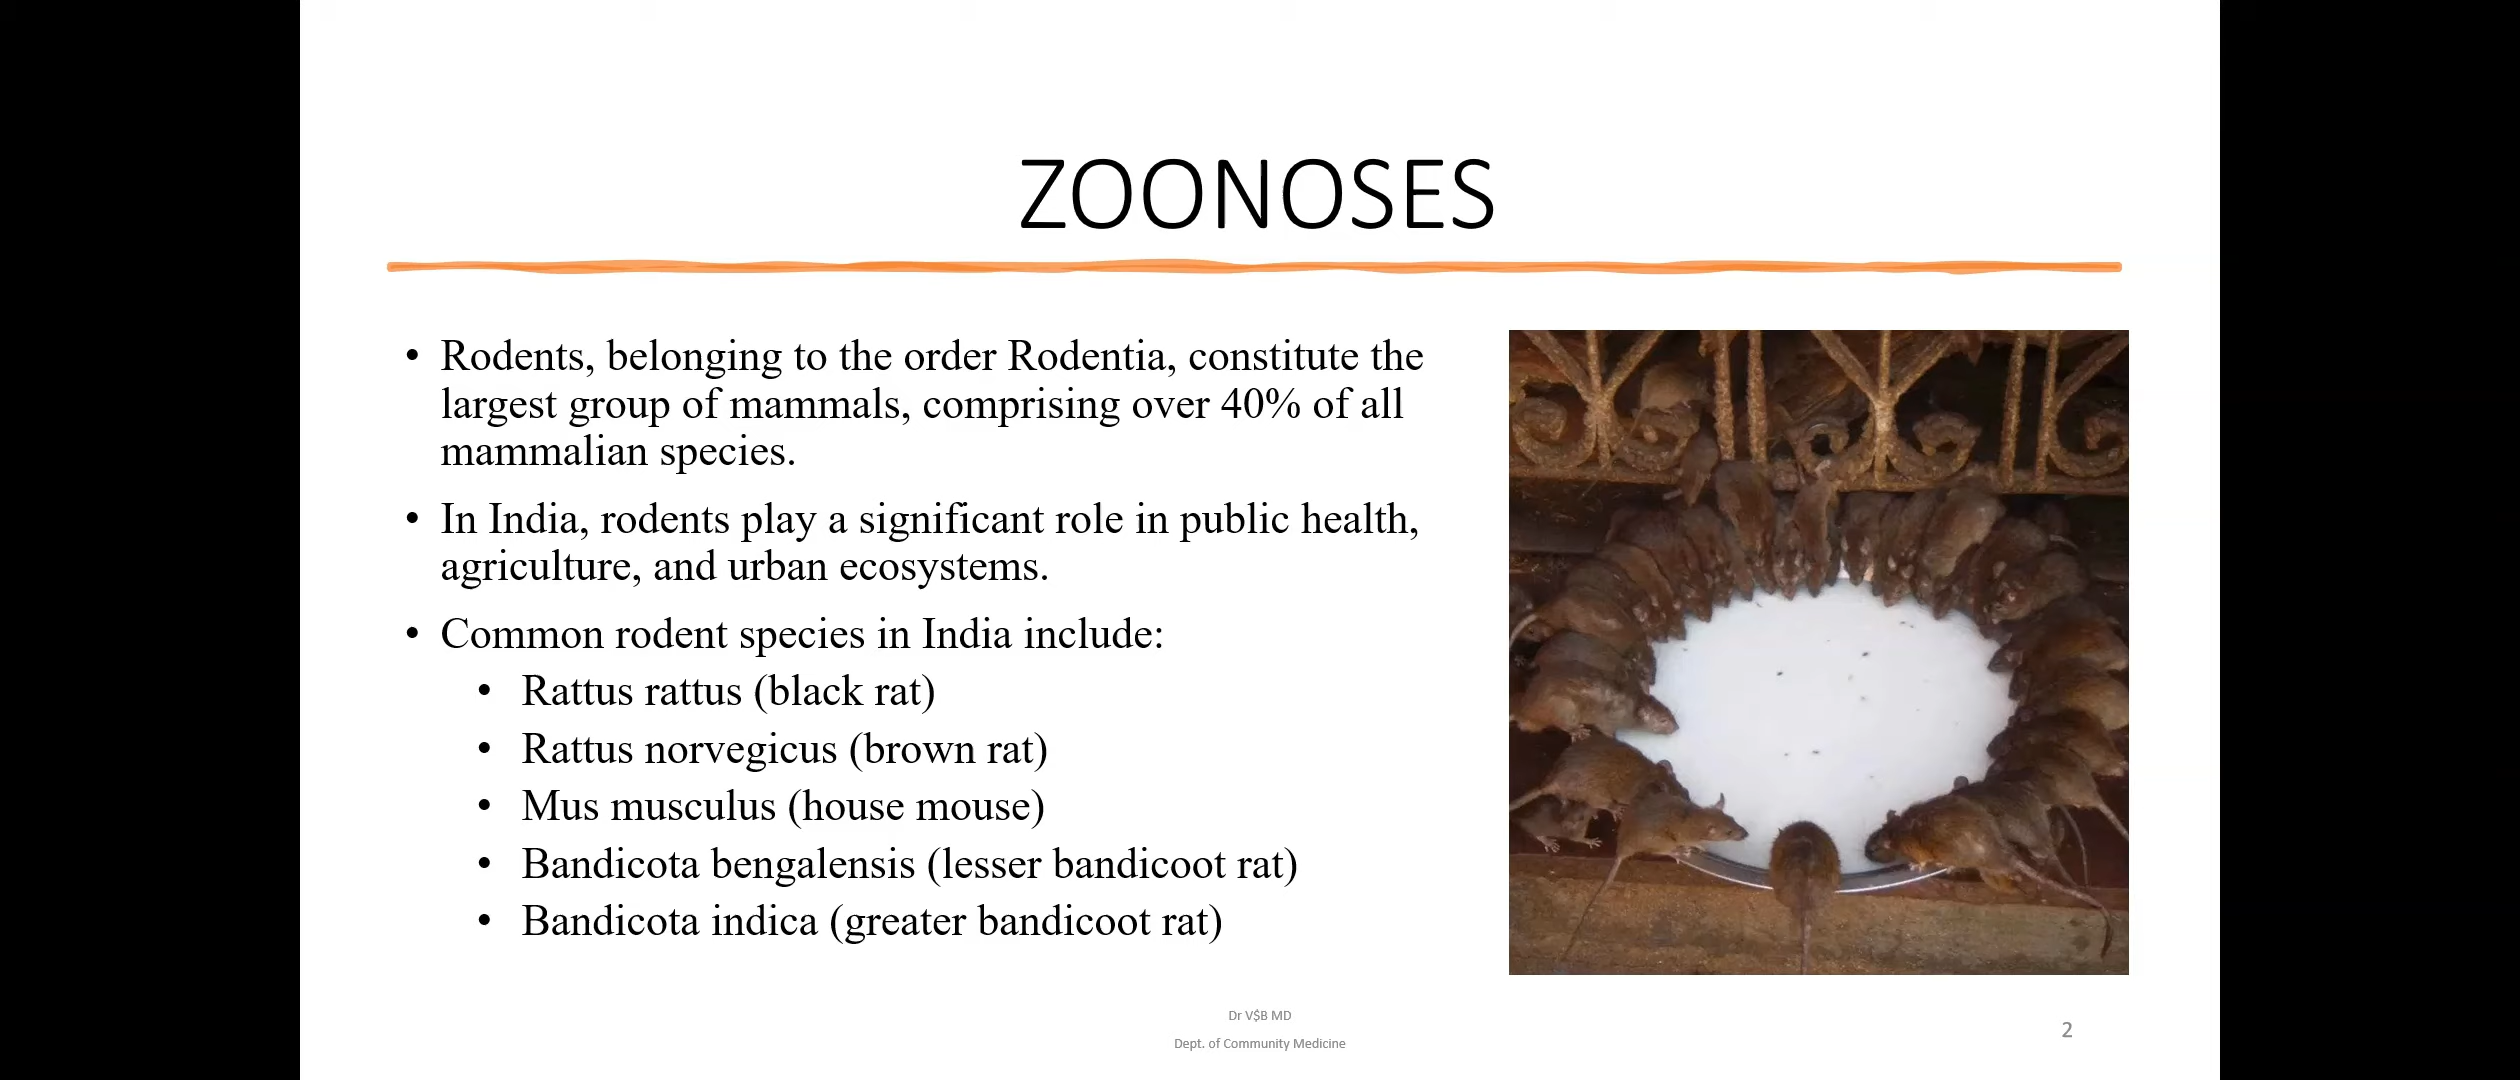 ZOONOSES
• Rodents, belonging to the order Rodentia, constitute the
largest group of mammals, comprising over 40% of all
mammalian species.
• In India, rodents play a significant role in public health,
agriculture, and urban ecosystems.
• Common rodent species in India include:
• Rattus rattus (black rat)
• Rattus norvegicus (brown rat)
• Mus musculus (house mouse)
• Bandicota bengalensis (lesser bandicoot rat)
• Bandicota indica (greater bandicoot rat)
Dr V$B MD
Dept. of Community Medicine
2